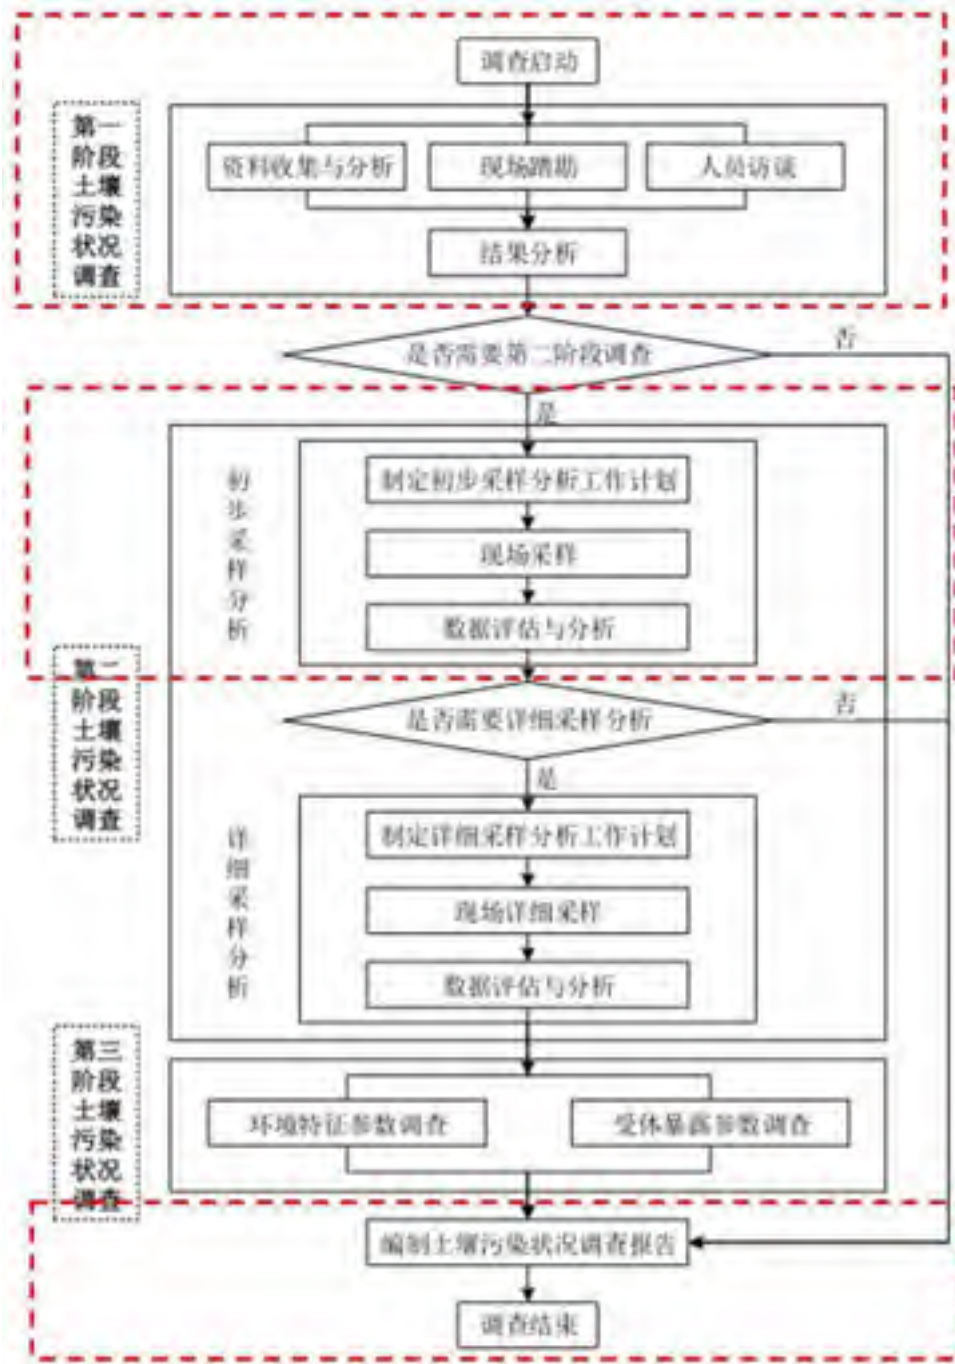 调查启动
第一
阶段
土壤
污染
状况
调查
资料收集与分析
现场踏勘
人员访谈
结果分析
是否需要第二阶段调查
否
是
初步采样分析
制定初步采样分析工作计划
现场采样
数据评估与分析
第二
阶段
土壤
污染
状况
调查
是否需要详细采样分析
否
是
详细采样分析
制定详细采样分析工作计划
现场详细采样
数据评估与分析
第三
阶段
土壤
污染
状况
调查
环境特征参数调查
受体暴露参数调查
编制土壤污染状况调查报告
调查结束